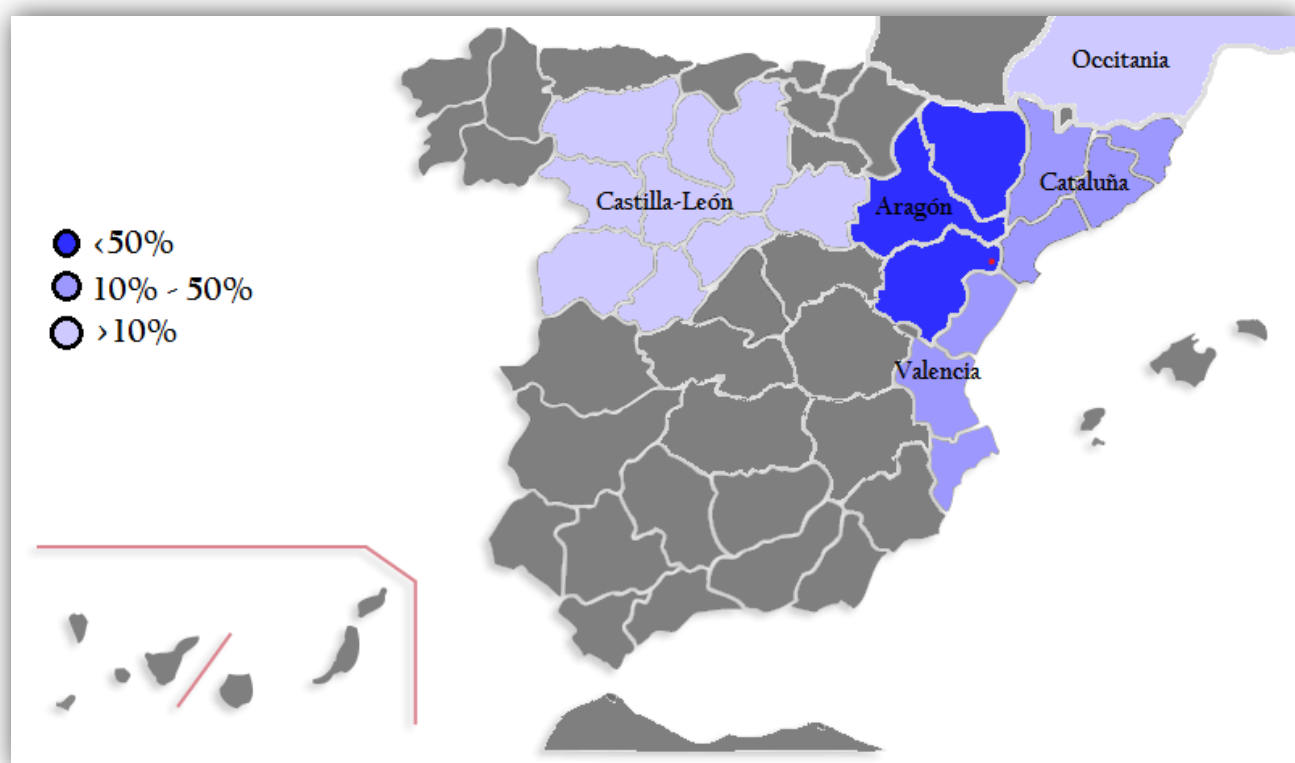 Occitania
Cataluña
Castilla-León
Aragón
<50%
10% - 50%
>10%
Valencia